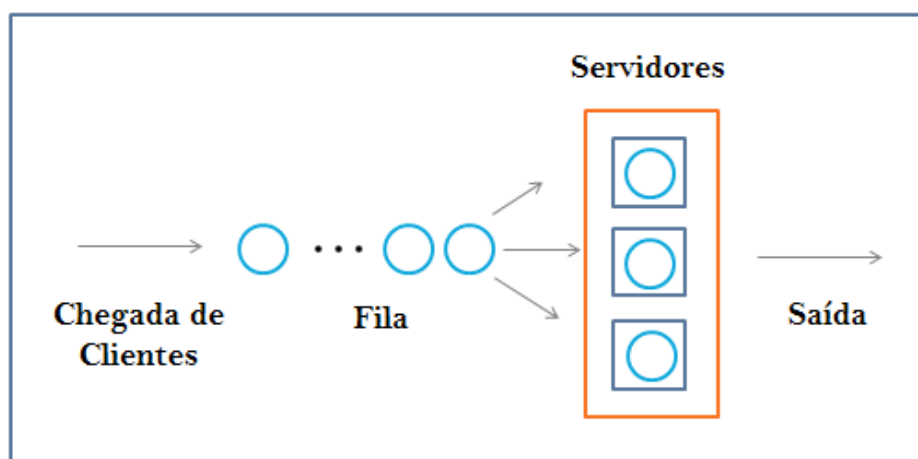 Servidores
Chegada de
Clientes
Fila
Saída